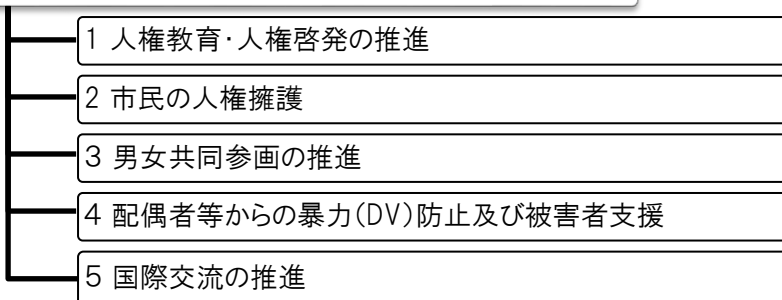 1 人権教育・人権啓発の推進
2 市民の人権擁護
3 男女共同参画の推進
4 配偶者等からの暴力(DV)防止及び被害者支援
5 国際交流の推進